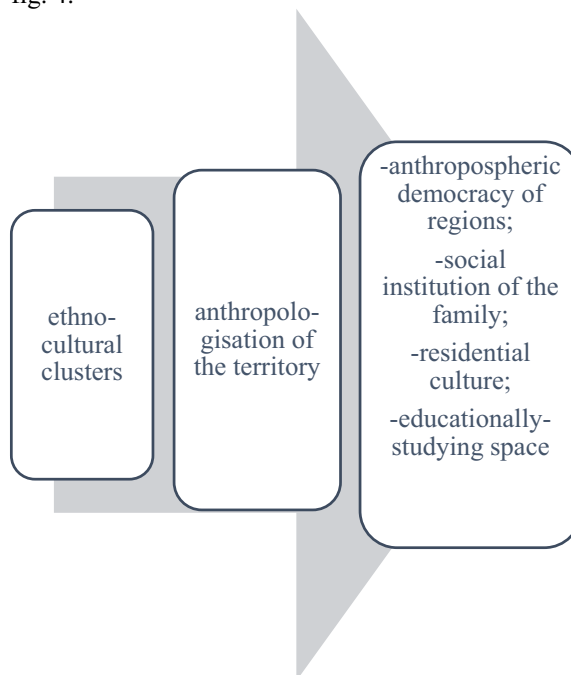 fig. 4.
ethno-
cultural
clusters
anthropolo-
gisation of
the territory
-anthropospheric
democracy of
regions;
-social
institution of the
family;
-residential
culture;
-educationally-
studying space